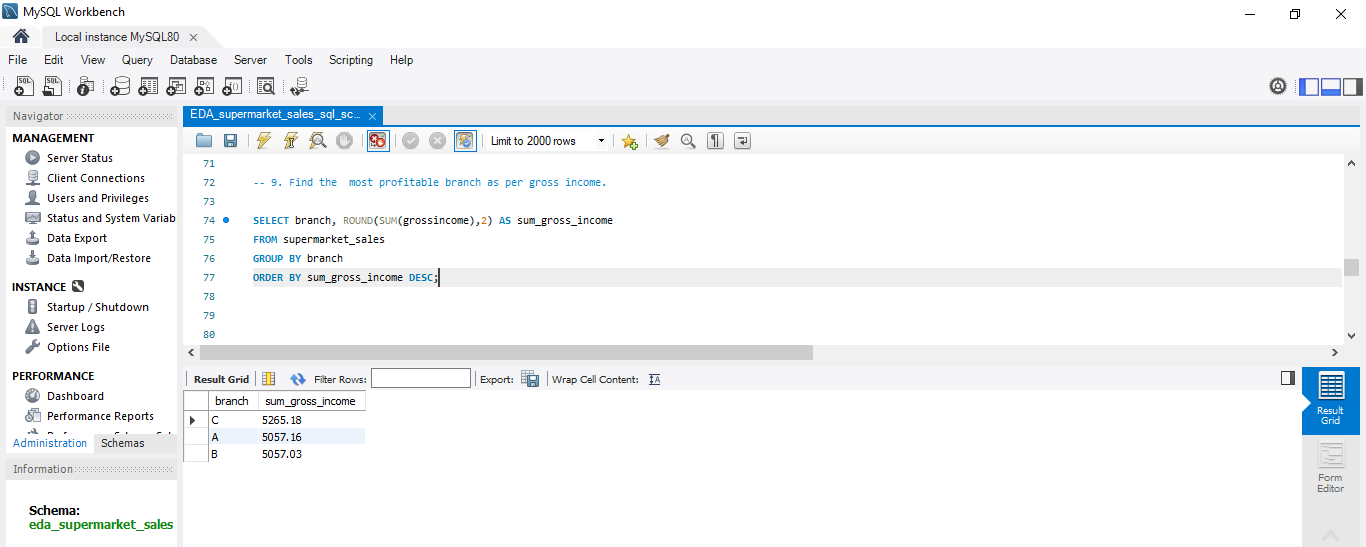 MySQL Workbench
Local instance MySQL80
File Edit View Query Database Server Tools Scripting Help
Navigator
MANAGEMENT
Server Status
Client Connections
Users and Privileges
Status and System Variab
Data Export
Data Import/Restore
INSTANCE
Startup / Shutdown
Server Logs
Options File
PERFORMANCE
Dashboard
Performance Reports
Administration Schemas
Information
Schema:
eda_supermarket_sales
EDA_supermarket_sales_sql_sc...
Limit to 2000 rows
71
72 -- 9. Find the  most profitable branch as per gross income.
73
74 SELECT branch, ROUND(SUM(grossincome),2) AS sum_gross_income
75 FROM supermarket_sales
76 GROUP BY branch
77 ORDER BY sum_gross_income DESC;
78
79
80
Result Grid Filter Rows: Export: Wrap Cell Content:
branch sum_gross_income
C 5265.18
A 5057.16
B 5057.03
Result
Grid
Form
Editor